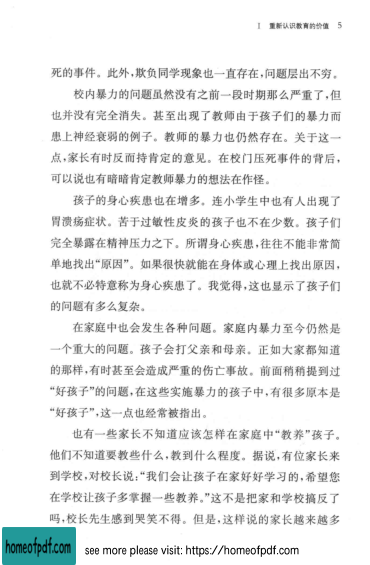 I 重新认识教育的价值 5
死的事件。此外,欺负同学现象也一直存在,问题层出不穷。
校内暴力的问题虽然没有之前一段时期那么严重了,但
也并没有完全消失。甚至出现了教师由于孩子们的暴力而
患上神经衰弱的例子。教师的暴力也仍然存在。关于这一
点,家长有时反而持肯定的意见。在校门压死事件的背后,
可以说也有暗暗肯定教师暴力的想法在作怪。
孩子的身心疾患也在增多。连小学生中也有人出现了
胃溃疡症状。苦于过敏性皮炎的孩子也不在少数。孩子们
完全暴露在精神压力之下。所谓身心疾患,往往不能非常简
单地找出“原因”。如果很快就能在身体或心理上找出原因,
也就不必特意称为身心疾患了。我觉得,这也显示了孩子们
的问题有多么复杂。
在家庭中也会发生各种问题。家庭内暴力至今仍然是
一个重大的问题。孩子会打父亲和母亲。正如大家都知道
的那样,有时甚至会造成严重的伤亡事故。前面稍稍提到过
“好孩子”的问题,在这些实施暴力的孩子中,有很多原本是
“好孩子”,这一点也经常被指出。
也有一些家长不知道应该怎样在家庭中“教养”孩子。
他们不知道要教些什么,教到什么程度。据说,有位家长来
到学校,对校长说:“我们会让孩子在家好好学习的,希望您
在学校让孩子多掌握一些教养。”这不是把家和学校搞反了
吗,校长先生感到哭笑不得。但是,这样说的家长越来越多
homeofpdf.com see more please visit: https://homeofpdf.com